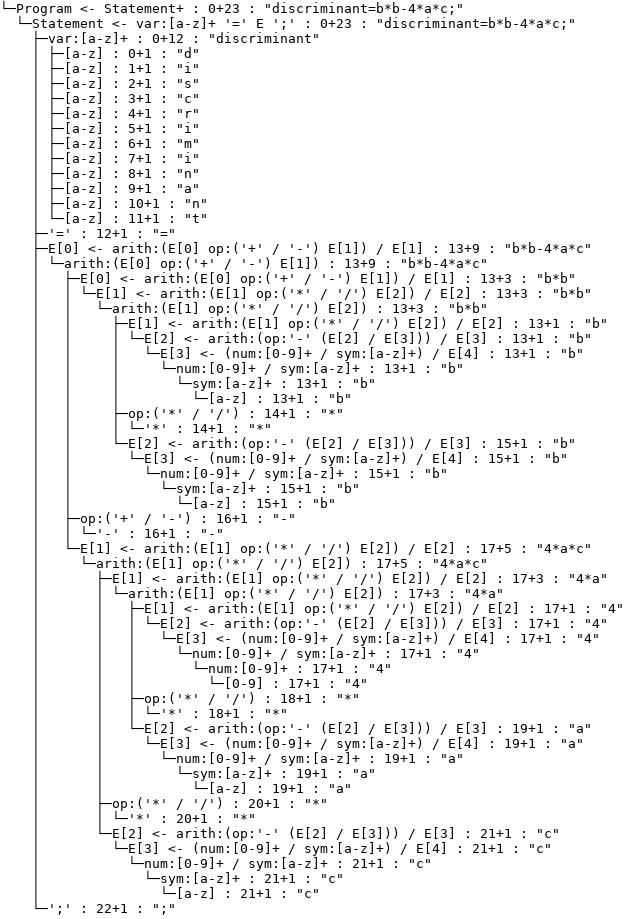 └─Program <- Statement+ : 0+23 : "discriminant=b*b-4*a*c;"
  └─Statement <- var:[a-z]+ '=' E ';' : 0+23 : "discriminant=b*b-4*a*c;"
    ├─var:[a-z]+ : 0+12 : "discriminant"
    │ ├─[a-z] : 0+1 : "d"
    │ ├─[a-z] : 1+1 : "i"
    │ ├─[a-z] : 2+1 : "s"
    │ ├─[a-z] : 3+1 : "c"
    │ ├─[a-z] : 4+1 : "r"
    │ ├─[a-z] : 5+1 : "i"
    │ ├─[a-z] : 6+1 : "m"
    │ ├─[a-z] : 7+1 : "i"
    │ ├─[a-z] : 8+1 : "n"
    │ ├─[a-z] : 9+1 : "a"
    │ ├─[a-z] : 10+1 : "n"
    │ └─[a-z] : 11+1 : "t"
    ├─'=' : 12+1 : "="
    ├─E[0] <- arith:(E[0] op:('+' / '-') E[1]) / E[1] : 13+9 : "b*b-4*a*c"
    │ └─arith:(E[0] op:('+' / '-') E[1]) : 13+9 : "b*b-4*a*c"
    │   ├─E[0] <- arith:(E[0] op:('+' / '-') E[1]) / E[1] : 13+3 : "b*b"
    │   │ └─E[1] <- arith:(E[1] op:('*' / '/') E[2]) / E[2] : 13+3 : "b*b"
    │   │   └─arith:(E[1] op:('*' / '/') E[2]) : 13+3 : "b*b"
    │   │     ├─E[1] <- arith:(E[1] op:('*' / '/') E[2]) / E[2] : 13+1 : "b"
    │   │     │ └─E[2] <- arith:(op:'-' (E[2] / E[3])) / E[3] : 13+1 : "b"
    │   │     │   └─E[3] <- (num:[0-9]+ / sym:[a-z]+) / E[4] : 13+1 : "b"
    │   │     │     └─num:[0-9]+ / sym:[a-z]+ : 13+1 : "b"
    │   │     │       └─sym:[a-z]+ : 13+1 : "b"
    │   │     │         └─[a-z] : 13+1 : "b"
    │   │     ├─op:('*' / '/') : 14+1 : "*"
    │   │     │ └─'*' : 14+1 : "*"
    │   │     └─E[2] <- arith:(op:'-' (E[2] / E[3])) / E[3] : 15+1 : "b"
    │   │       └─E[3] <- (num:[0-9]+ / sym:[a-z]+) / E[4] : 15+1 : "b"
    │   │         └─num:[0-9]+ / sym:[a-z]+ : 15+1 : "b"
    │   │           └─sym:[a-z]+ : 15+1 : "b"
    │   │             └─[a-z] : 15+1 : "b"
    │   ├─op:('+' / '-') : 16+1 : "-"
    │   │ └─'-' : 16+1 : "-"
    │   └─E[1] <- arith:(E[1] op:('*' / '/') E[2]) / E[2] : 17+5 : "4*a*c"
    │     └─arith:(E[1] op:('*' / '/') E[2]) : 17+5 : "4*a*c"
    │       ├─E[1] <- arith:(E[1] op:('*' / '/') E[2]) / E[2] : 17+3 : "4*a"
    │       │ └─arith:(E[1] op:('*' / '/') E[2]) : 17+3 : "4*a"
    │       │   ├─E[1] <- arith:(E[1] op:('*' / '/') E[2]) / E[2] : 17+1 : "4"
    │       │   │ └─E[2] <- arith:(op:'-' (E[2] / E[3])) / E[3] : 17+1 : "4"
    │       │   │   └─E[3] <- (num:[0-9]+ / sym:[a-z]+) / E[4] : 17+1 : "4"
    │       │   │     └─num:[0-9]+ / sym:[a-z]+ : 17+1 : "4"
    │       │   │       └─num:[0-9]+ : 17+1 : "4"
    │       │   │         └─[0-9] : 17+1 : "4"
    │       │   ├─op:('*' / '/') : 18+1 : "*"
    │       │   │ └─'*' : 18+1 : "*"
    │       │   └─E[2] <- arith:(op:'-' (E[2] / E[3])) / E[3] : 19+1 : "a"
    │       │     └─E[3] <- (num:[0-9]+ / sym:[a-z]+) / E[4] : 19+1 : "a"
    │       │       └─num:[0-9]+ / sym:[a-z]+ : 19+1 : "a"
    │       │         └─sym:[a-z]+ : 19+1 : "a"
    │       │           └─[a-z] : 19+1 : "a"
    │       ├─op:('*' / '/') : 20+1 : "*"
    │       │ └─'*' : 20+1 : "*"
    │       └─E[2] <- arith:(op:'-' (E[2] / E[3])) / E[3] : 21+1 : "c"
    │         └─E[3] <- (num:[0-9]+ / sym:[a-z]+) / E[4] : 21+1 : "c"
    │           └─num:[0-9]+ / sym:[a-z]+ : 21+1 : "c"
    │             └─sym:[a-z]+ : 21+1 : "c"
    │               └─[a-z] : 21+1 : "c"
    └─';' : 22+1 : ";"